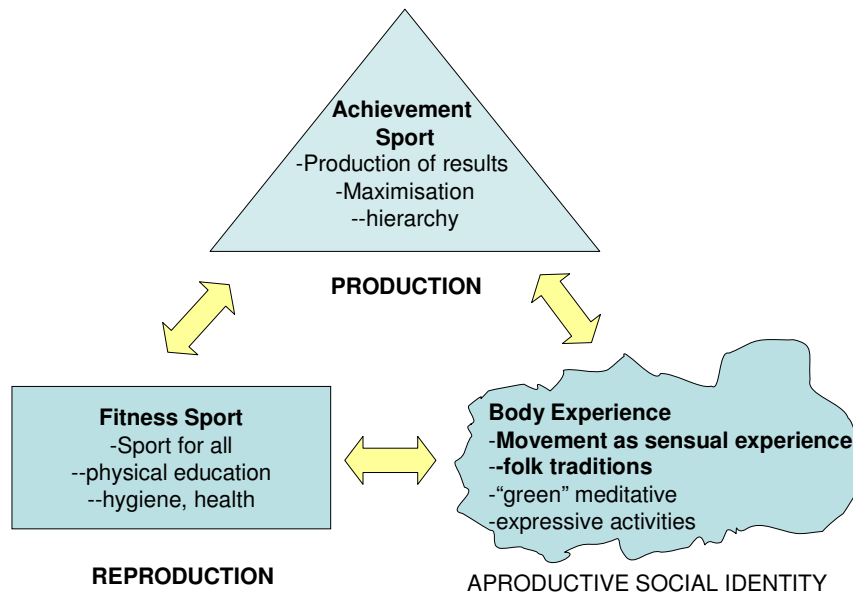 Achievement
Sport
-Production of results
-Maximisation
--hierarchy
PRODUCTION
Fitness Sport
-Sport for all
--physical education
--hygiene, health
REPRODUCTION
Body Experience
-Movement as sensual experience
--folk traditions
-“green” meditative
-expressive activities
APRODUCTIVE SOCIAL IDENTITY